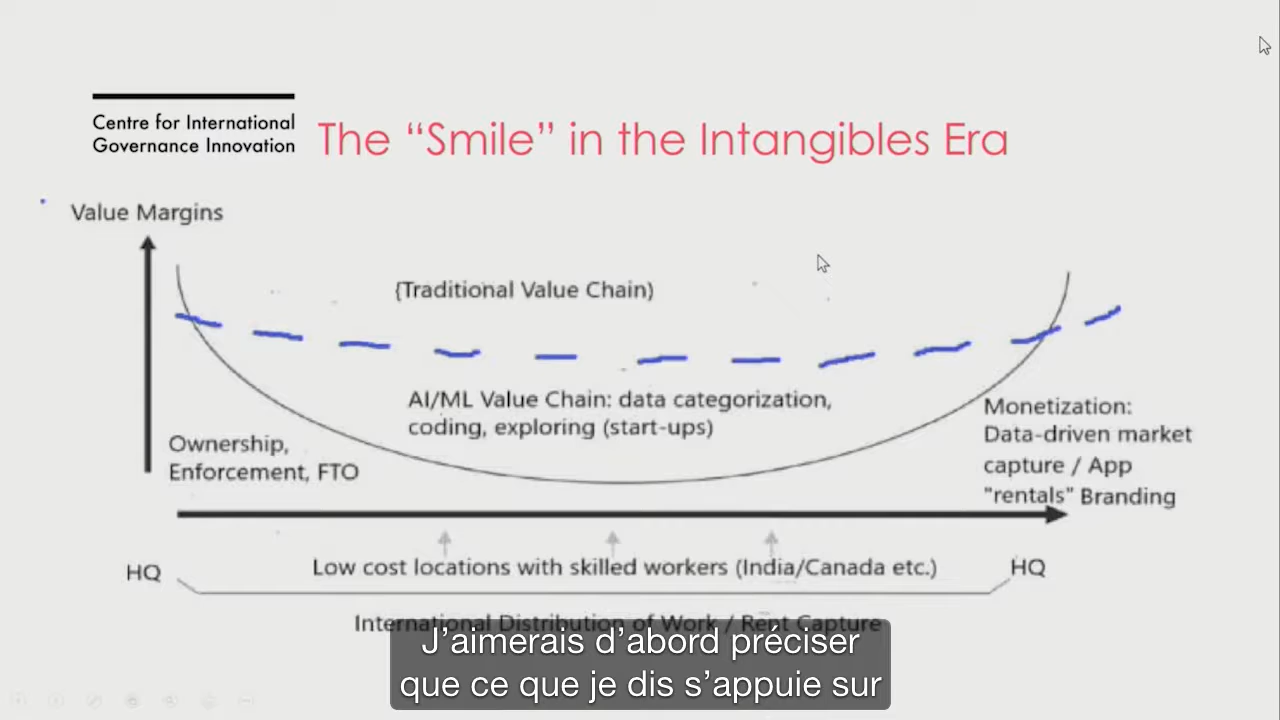 Centre for International
Governance Innovation
The “Smile” in the Intangibles Era
Value Margins
{Traditional Value Chain)
AI/ML Value Chain: data categorization,
coding, exploring (start-ups)
Ownership,
Enforcement, FTO
Monetization:
Data-driven market
capture / App
"rentals" Branding
HQ
Low cost locations with skilled workers (India/Canada etc.)
HQ
International Distribution of Work / Rent Capture
J’aimerais d’abord préciser
que ce que je dis s’appuie sur